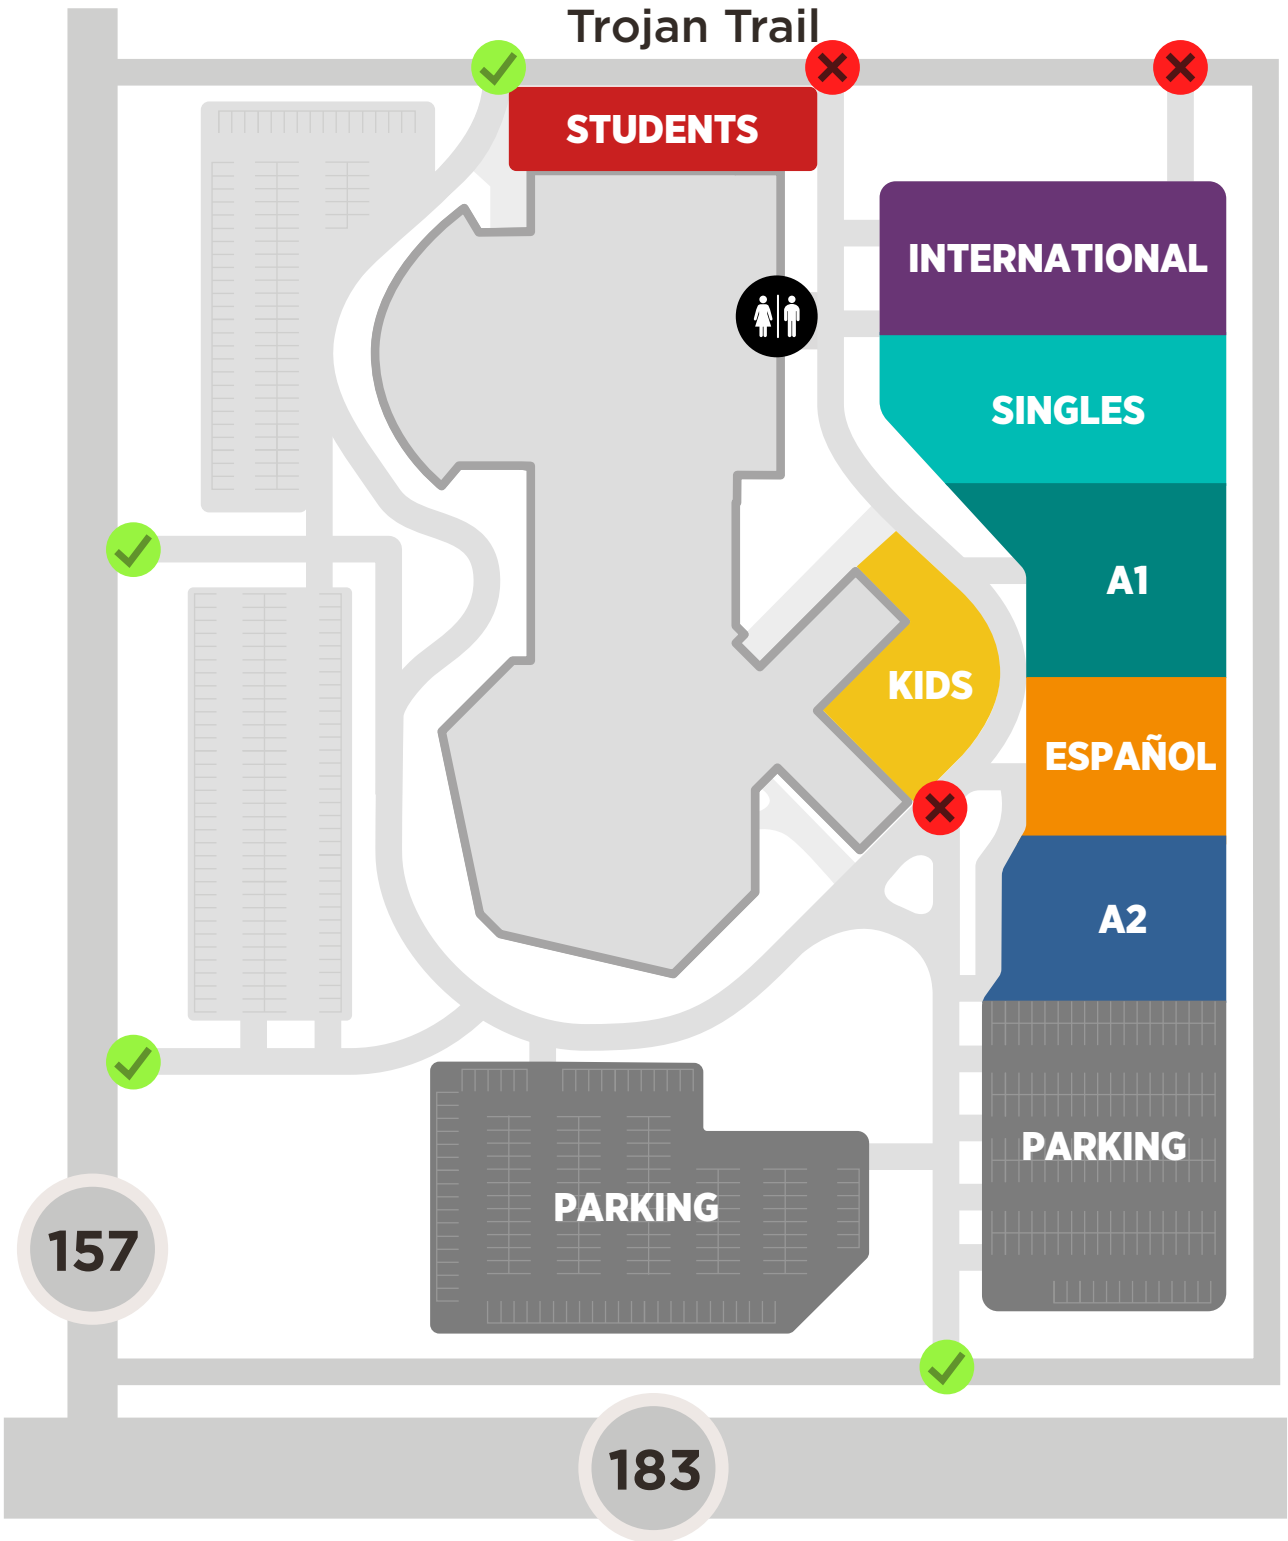 Trojan Trail
STUDENTS
INTERNATIONAL
SINGLES
A1
KIDS
ESPAÑOL
A2
PARKING
PARKING
157
183